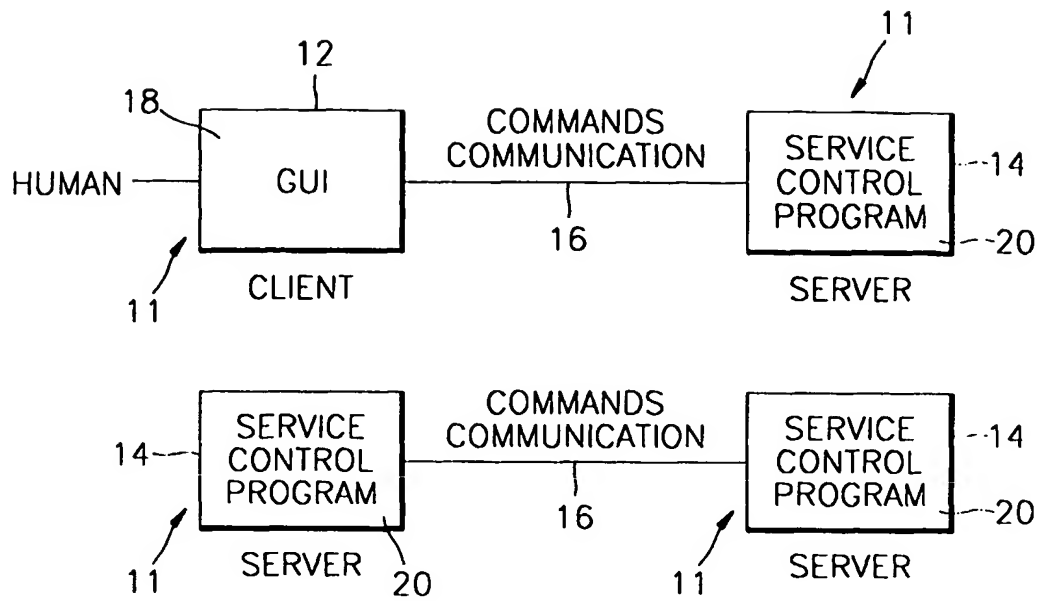 12
11
18
COMMANDS
COMMUNICATION
SERVICE
CONTROL
PROGRAM
14
HUMAN
GUI
16
20
11
CLIENT
SERVER
SERVICE
CONTROL
PROGRAM
14
COMMANDS
COMMUNICATION
SERVICE
CONTROL
PROGRAM
14
16
20
11
SERVER
20
11
SERVER